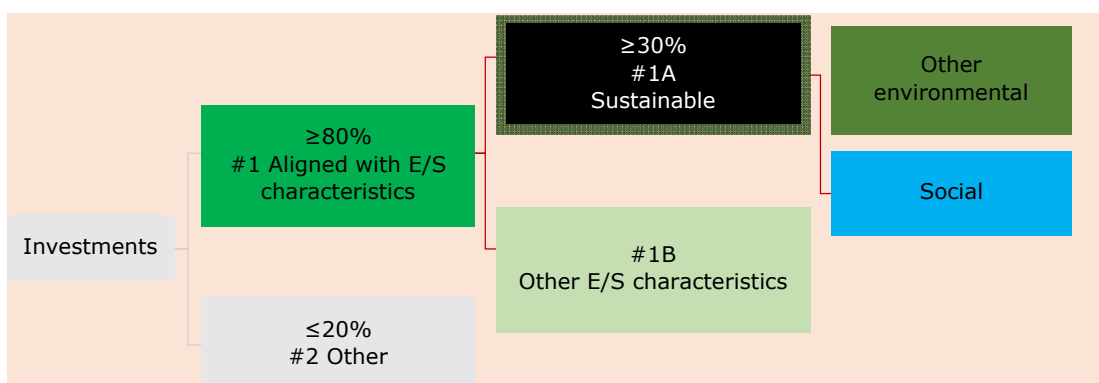 Investments
≥80%
#1 Aligned with E/S
characteristics
≤20%
#2 Other
≥30%
#1A
Sustainable
#1B
Other E/S characteristics
Other
environmental
Social